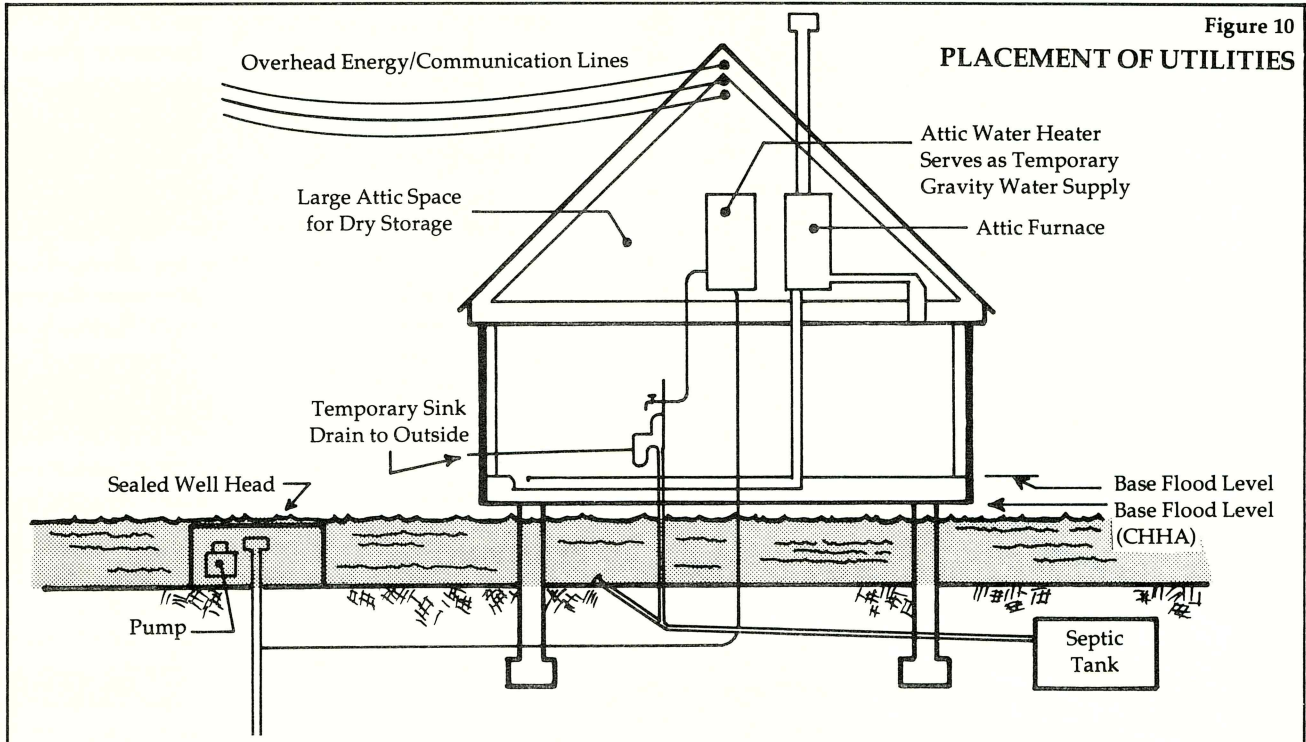 Figure 10
PLACEMENT OF UTILITIES
Overhead Energy/Communication Lines
Attic Water Heater
Serves as Temporary
Gravity Water Supply
Large Attic Space
for Dry Storage
Attic Furnace
Temporary Sink
Drain to Outside
Sealed Well Head
Base Flood Level
Base Flood Level
(CHHA)
Pump
Septic
Tank